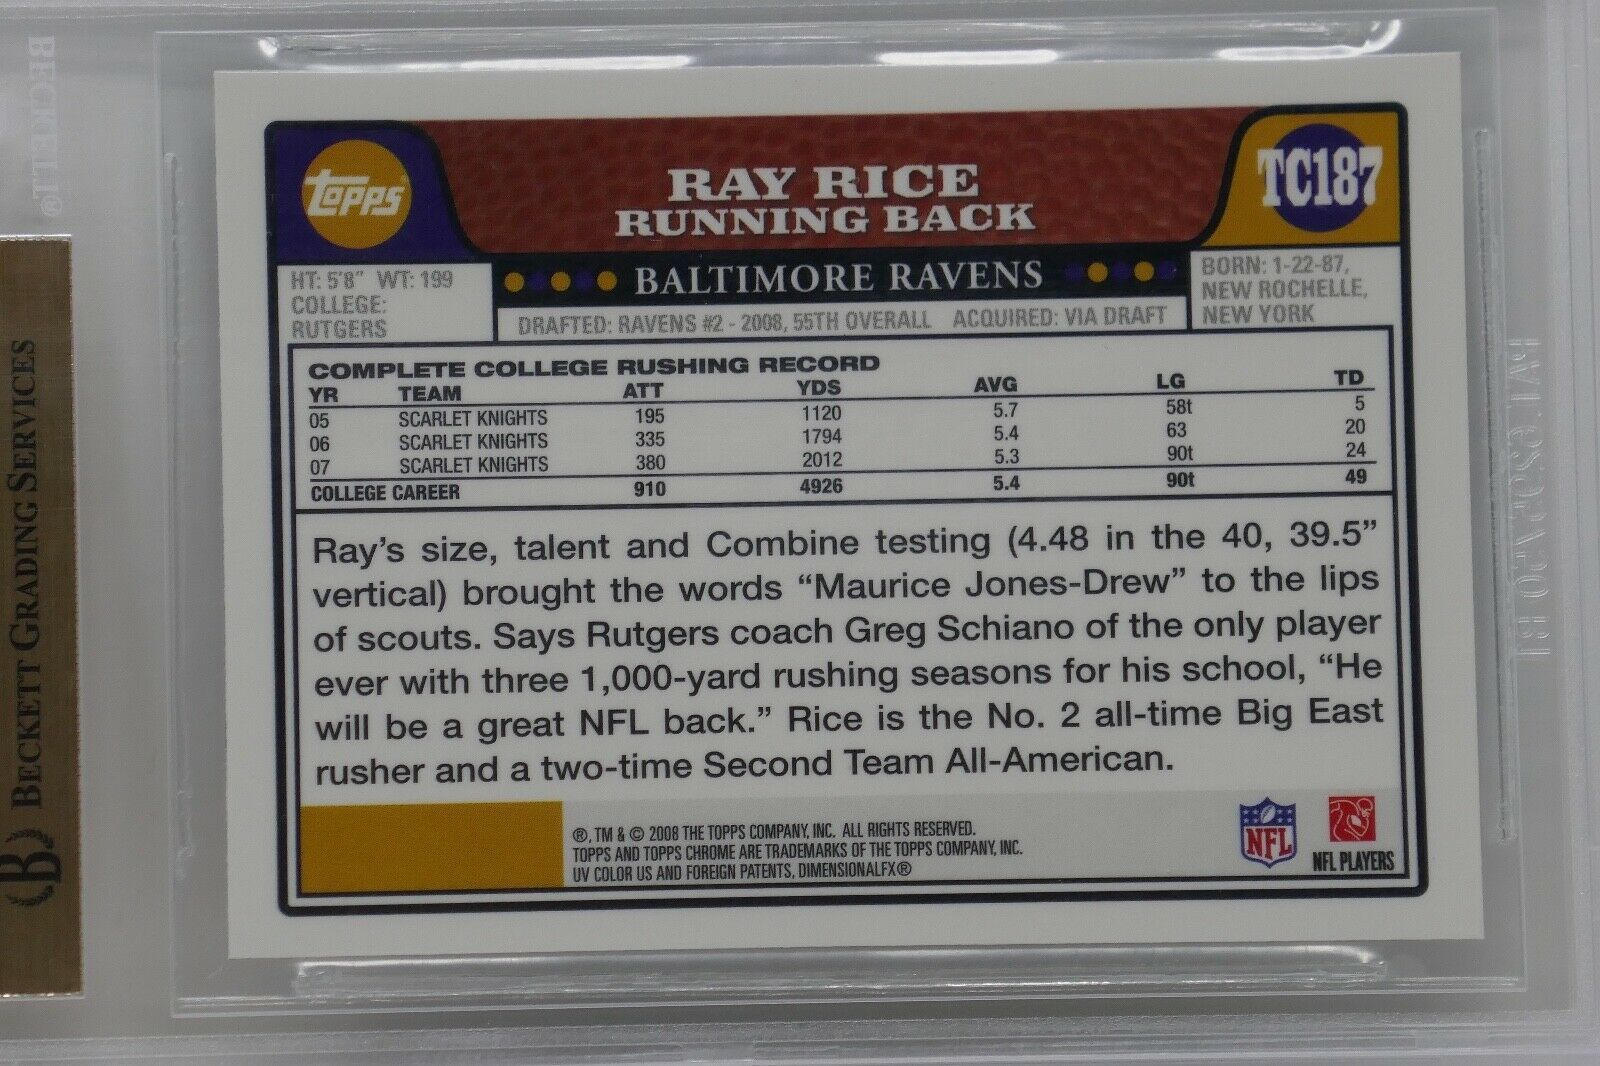 BECKETT®
BECKETT GRADING SERVICES
B
Topps
RAY RICE
RUNNING BACK
TC187
HT: 5'8" WT: 199
COLLEGE:
RUTGERS
BALTIMORE RAVENS
DRAFTED: RAVENS #2 - 2008, 55TH OVERALL ACQUIRED: VIA DRAFT
BORN: 1-22-87,
NEW ROCHELLE,
NEW YORK
COMPLETE COLLEGE RUSHING RECORD
YR TEAM ATT YDS AVG LG TD
05 SCARLET KNIGHTS 195 1120 5.7 58t 5
06 SCARLET KNIGHTS 335 1794 5.4 63 20
07 SCARLET KNIGHTS 380 2012 5.3 90t 24
COLLEGE CAREER 910 4926 5.4 90t 49
Ray's size, talent and Combine testing (4.48 in the 40, 39.5"
vertical) brought the words "Maurice Jones-Drew" to the lips
of scouts. Says Rutgers coach Greg Schiano of the only player
ever with three 1,000-yard rushing seasons for his school, "He
will be a great NFL back." Rice is the No. 2 all-time Big East
rusher and a two-time Second Team All-American.
®, TM & © 2008 THE TOPPS COMPANY, INC. ALL RIGHTS RESERVED.
TOPPS AND TOPPS CHROME ARE TRADEMARKS OF THE TOPPS COMPANY, INC.
UV COLOR US AND FOREIGN PATENTS, DIMENSIONALFX®
NFL
NFL PLAYERS